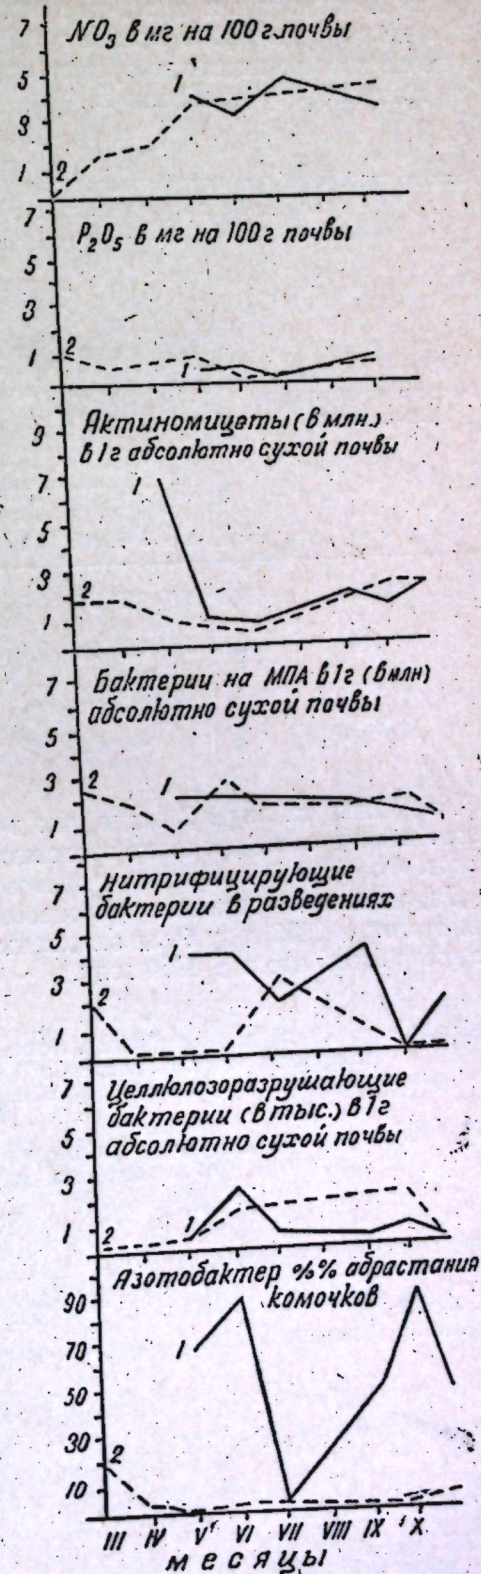 NO₃ в мг на 100 г почвы
7
5
3
1
1
2
P₂O₅ в мг на 100 г почвы
7
5
3
1
2
1
Актиномицеты (в млн.)
в 1 г абсолютно сухой почвы
9
7
5
3
1
1
2
Бактерии на МПА в 1 г (в млн)
абсолютно сухой почвы
7
5
3
1
2
1
Нитрифицирующие
бактерии в разведениях
7
5
3
1
1
2
Целлюлозоразрушающие
бактерии (в тыс.) в 1 г
абсолютно сухой почвы
7
5
3
1
2
1
Азотобактер %% абрастания
комочков
90
70
50
30
10
1
2
III IV V VI VII VIII IX X
месяцы